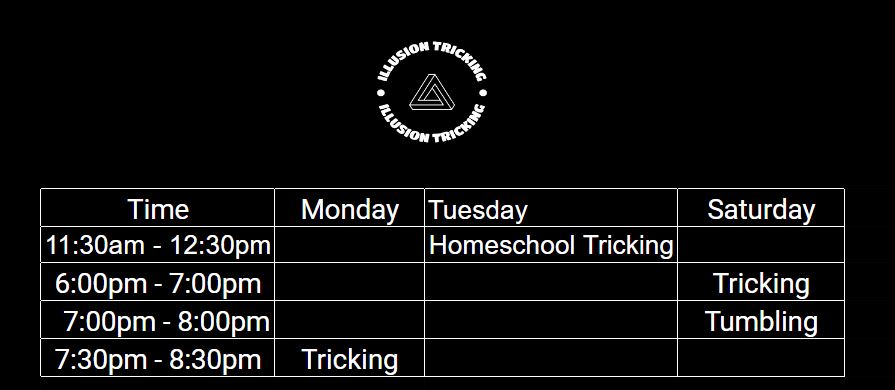 ILLUSION TRICKING
ILLUSION TRICKING
Time Monday Tuesday Saturday
11:30am - 12:30pm Homeschool Tricking
6:00pm - 7:00pm Tricking
7:00pm - 8:00pm Tumbling
7:30pm - 8:30pm Tricking